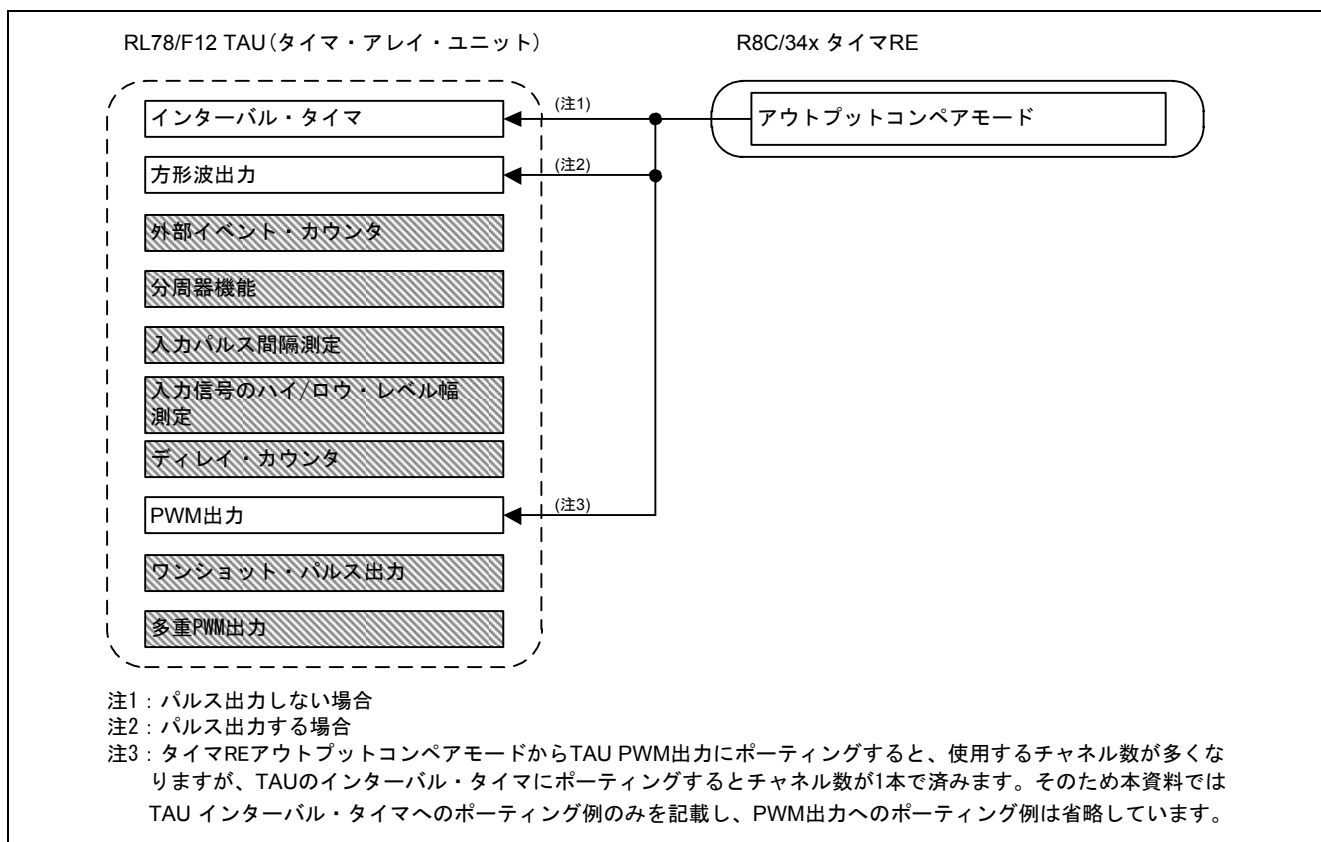 RL78/F12 TAU（タイマ・アレイ・ユニット）
R8C/34x タイマRE
インターバル・タイマ
(注1)
アウトプットコンペアモード
方形波出力
(注2)
外部イベント・カウンタ
分周器機能
入力パルス間隔測定
入力信号のハイ/ロウ・レベル幅
測定
ディレイ・カウンタ
PWM出力
(注3)
ワンショット・パルス出力
多重PWM出力
注1：パルス出力しない場合
注2：パルス出力する場合
注3：タイマREアウトプットコンペアモードからTAU PWM出力にポーティングすると、使用するチャネル数が多くな
りますが、TAUのインターバル・タイマにポーティングするとチャネル数が1本で済みます。そのため本資料では
TAU インターバル・タイマへのポーティング例のみを記載し、PWM出力へのポーティング例は省略しています。